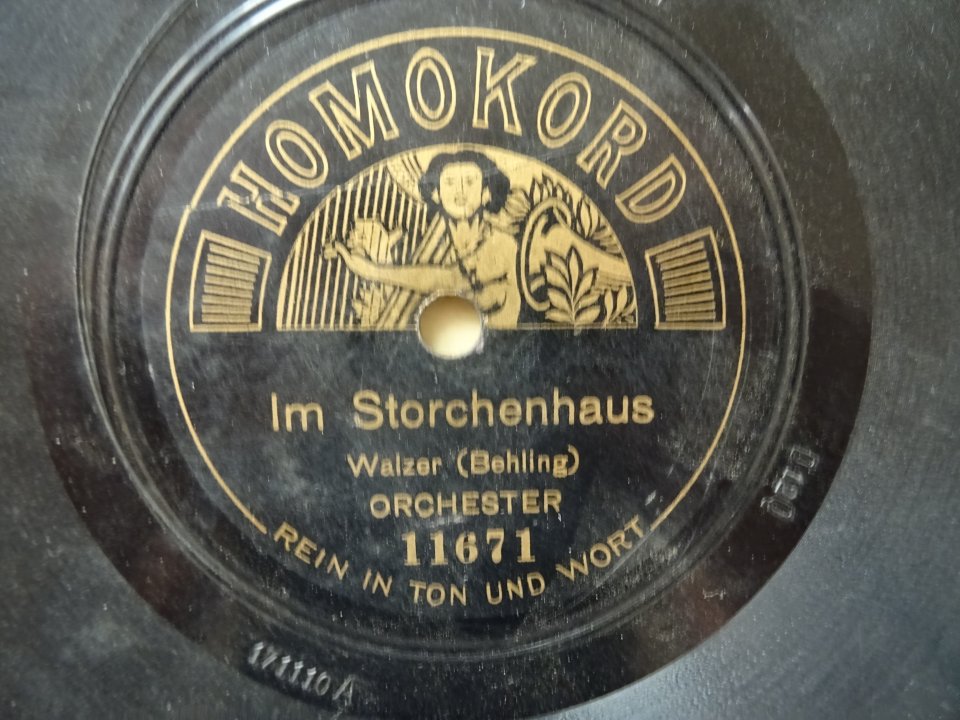 HOMOKORD
Im Storchenhaus
Walzer (Behling)
ORCHESTER
11671
REIN IN TON UND WORT
171110 A